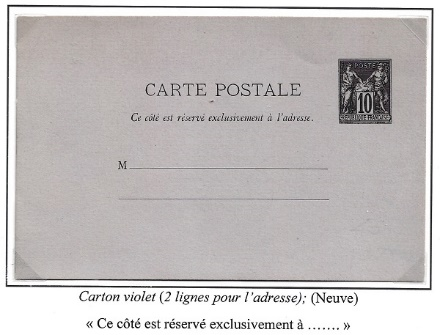 POSTE
CARTE POSTALE
10
REPUBLIQUE FRANÇAISE
Ce côté est réservé exclusivement à l'adresse.
M
Carton violet (2 lignes pour l'adresse); (Neuve)
« Ce côté est réservé exclusivement à ……. »